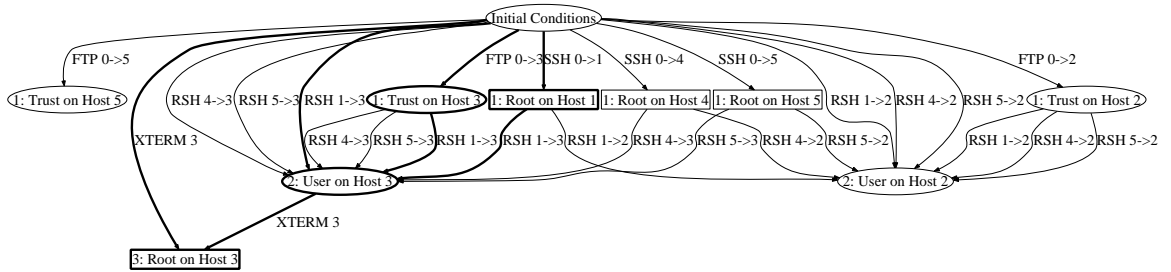 Initial Conditions
FTP 0->5
FTP 0->3
SSH 0->1
SSH 0->4
SSH 0->5
FTP 0->2
1: Trust on Host 5
RSH 4->3
RSH 5->3
RSH 1->3
1: Trust on Host 3
1: Root on Host 1
1: Root on Host 4
1: Root on Host 5
RSH 1->2
RSH 4->2
RSH 5->2
1: Trust on Host 2
XTERM 3
RSH 4->3
RSH 5->3
RSH 1->3
RSH 1->3
RSH 1->2
RSH 4->3
RSH 5->3
RSH 4->2
RSH 5->2
RSH 1->2
RSH 4->2
RSH 5->2
2: User on Host 3
2: User on Host 2
XTERM 3
3: Root on Host 3